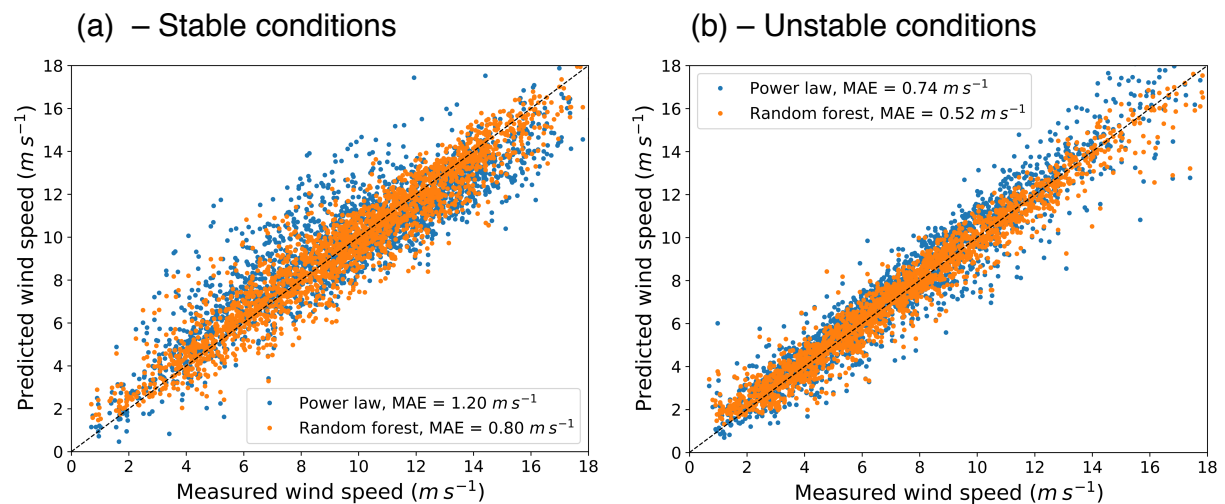 (a) – Stable conditions
18
16
14
12
10
8
6
4
2
0
Predicted wind speed (m s⁻¹)
Power law, MAE = 1.20 m s⁻¹
Random forest, MAE = 0.80 m s⁻¹
0 2 4 6 8 10 12 14 16 18
Measured wind speed (m s⁻¹)
(b) – Unstable conditions
18
16
14
12
10
8
6
4
2
0
Predicted wind speed (m s⁻¹)
Power law, MAE = 0.74 m s⁻¹
Random forest, MAE = 0.52 m s⁻¹
0 2 4 6 8 10 12 14 16 18
Measured wind speed (m s⁻¹)